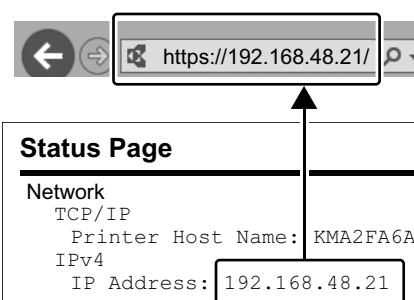 https://192.168.48.21/
Status Page
Network
TCP/IP
Printer Host Name: KMA2FA6A
IPv4
IP Address: 192.168.48.21